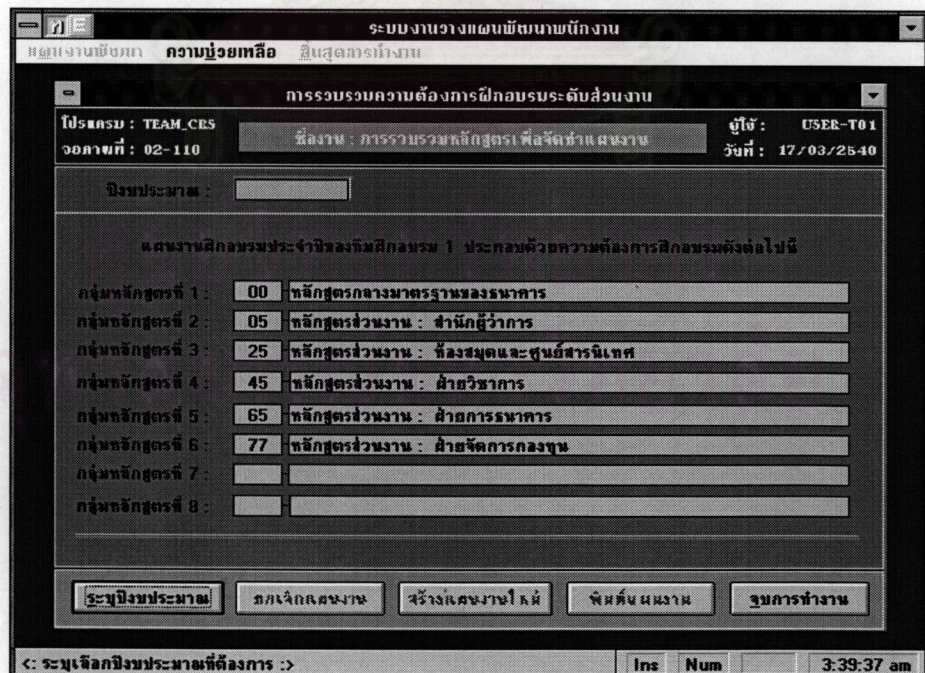 ระบบงานวางแผนพัฒนาพนักงาน
แผนงานพัฒนา ความช่วยเหลือ สิ้นสุดการทำงาน
การรวบรวมความต้องการฝึกอบรมระดับส่วนงาน
โปรแกรม : TEAM_CRS
จอภาพที่ : 02-110
ชื่องาน : การรวบรวมหลักสูตรเพื่อจัดทำแผนงาน
ผู้ใช้ : USER-T01
วันที่ : 17/03/2540
ปีงบประมาณ :
แผนงานฝึกอบรมประจำปีของทีมฝึกอบรม 1 ประกอบด้วยความต้องการฝึกอบรมดังต่อไปนี้
กลุ่มหลักสูตรที่ 1 : 00 หลักสูตรกลางมาตรฐานของธนาคาร
กลุ่มหลักสูตรที่ 2 : 05 หลักสูตรส่วนงาน : สำนักผู้ว่าการ
กลุ่มหลักสูตรที่ 3 : 25 หลักสูตรส่วนงาน : ห้องสมุดและศูนย์สารนิเทศ
กลุ่มหลักสูตรที่ 4 : 45 หลักสูตรส่วนงาน : ฝ่ายวิชาการ
กลุ่มหลักสูตรที่ 5 : 65 หลักสูตรส่วนงาน : ฝ่ายการธนาคาร
กลุ่มหลักสูตรที่ 6 : 77 หลักสูตรส่วนงาน : ฝ่ายจัดการกองทุน
กลุ่มหลักสูตรที่ 7 :
กลุ่มหลักสูตรที่ 8 :
ระบุปีงบประมาณ ยกเลิกแผนงาน สร้างแผนงานใหม่ พิมพ์แผนงาน จบการทำงาน
<: ระบุเลือกปีงบประมาณที่ต้องการ :> Ins Num 3:39:37 am